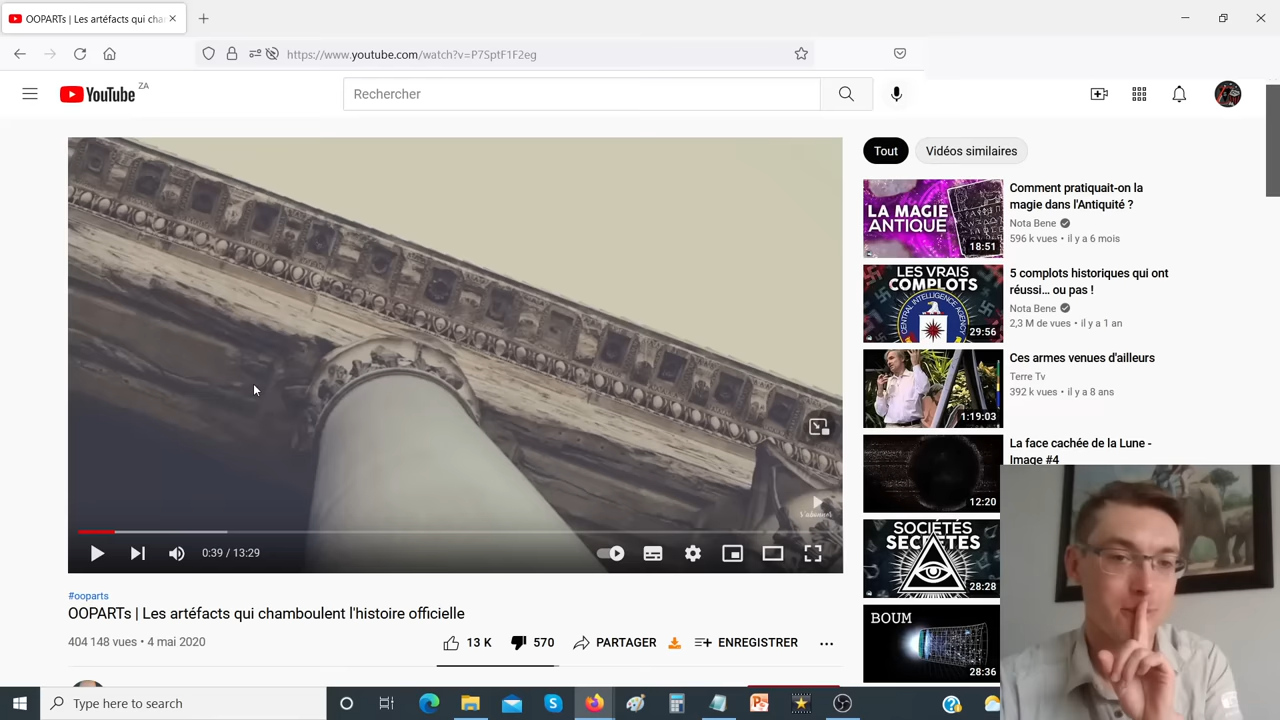 OOPARTs | Les artéfacts qui cha
https://www.youtube.com/watch?v=P7SptF1F2eg
YouTube ZA
Rechercher
Tout
Vidéos similaires
LA MAGIE
ANTIQUE
18:51
Comment pratiquait-on la
magie dans l'Antiquité ?
Nota Bene
596 k vues • il y a 6 mois
LES VRAIS
COMPLOTS
CENTRAL INTELLIGENCE AGENCY
29:56
5 complots historiques qui ont
réussi... ou pas !
Nota Bene
2,3 M de vues • il y a 1 an
1:19:03
Ces armes venues d'ailleurs
Terre Tv
392 k vues • il y a 8 ans
12:20
La face cachée de la Lune -
Image #4
SOCIÉTÉS
SECRÈTES
28:28
BOUM
28:36
0:39 / 13:29
#ooparts
OOPARTs | Les artéfacts qui chamboulent l'histoire officielle
404 148 vues • 4 mai 2020
13 K
570
PARTAGER
ENREGISTRER
Type here to search